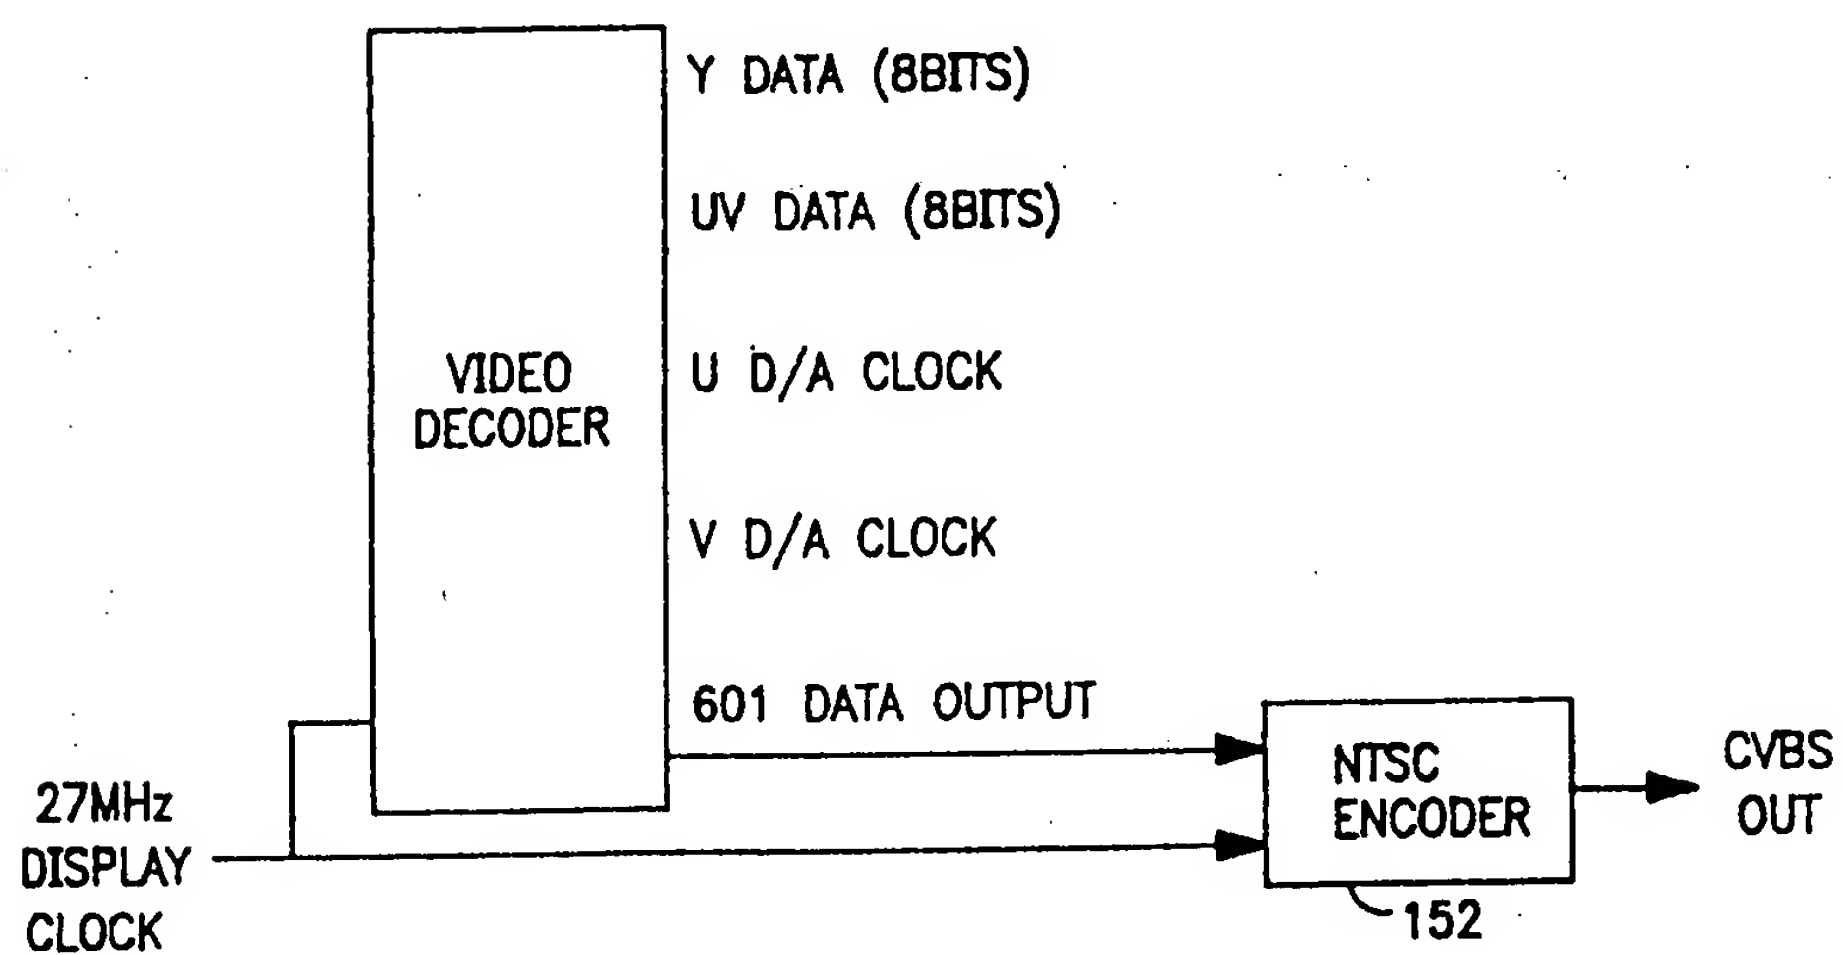 Y DATA (8BITS)
UV DATA (8BITS)
VIDEO
DECODER
U D/A CLOCK
V D/A CLOCK
601 DATA OUTPUT
27MHz
DISPLAY
CLOCK
NTSC
ENCODER
CVBS
OUT
152